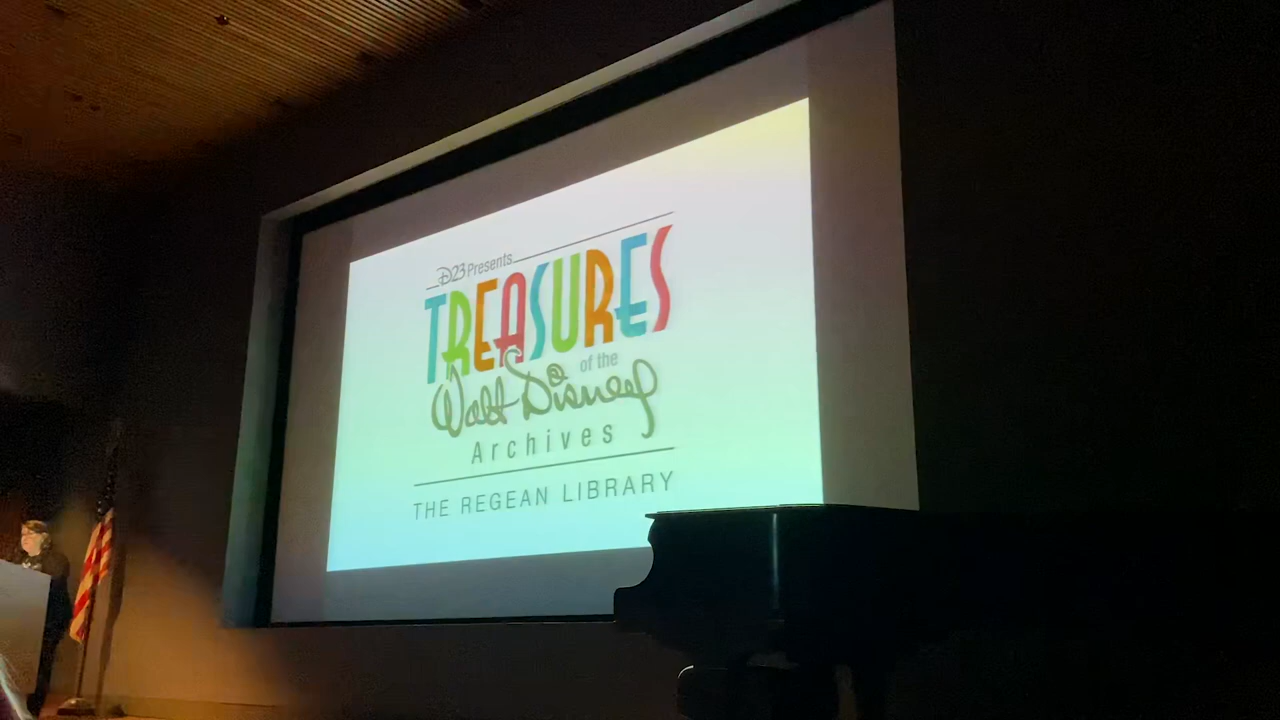 D23 Presents
TREASURES
of the
Walt Disney
Archives
THE REGEAN LIBRARY